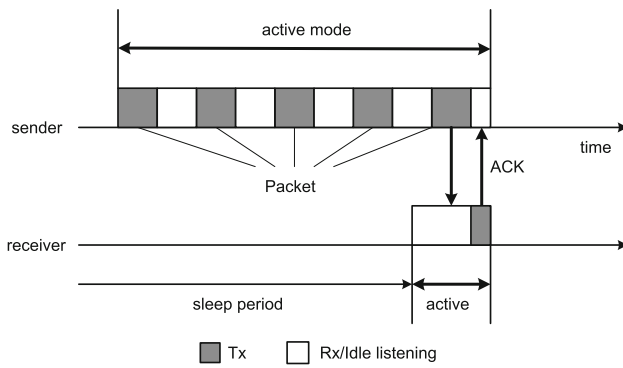 active mode
sender
time
Packet
ACK
receiver
sleep period
active
Tx
Rx/Idle listening